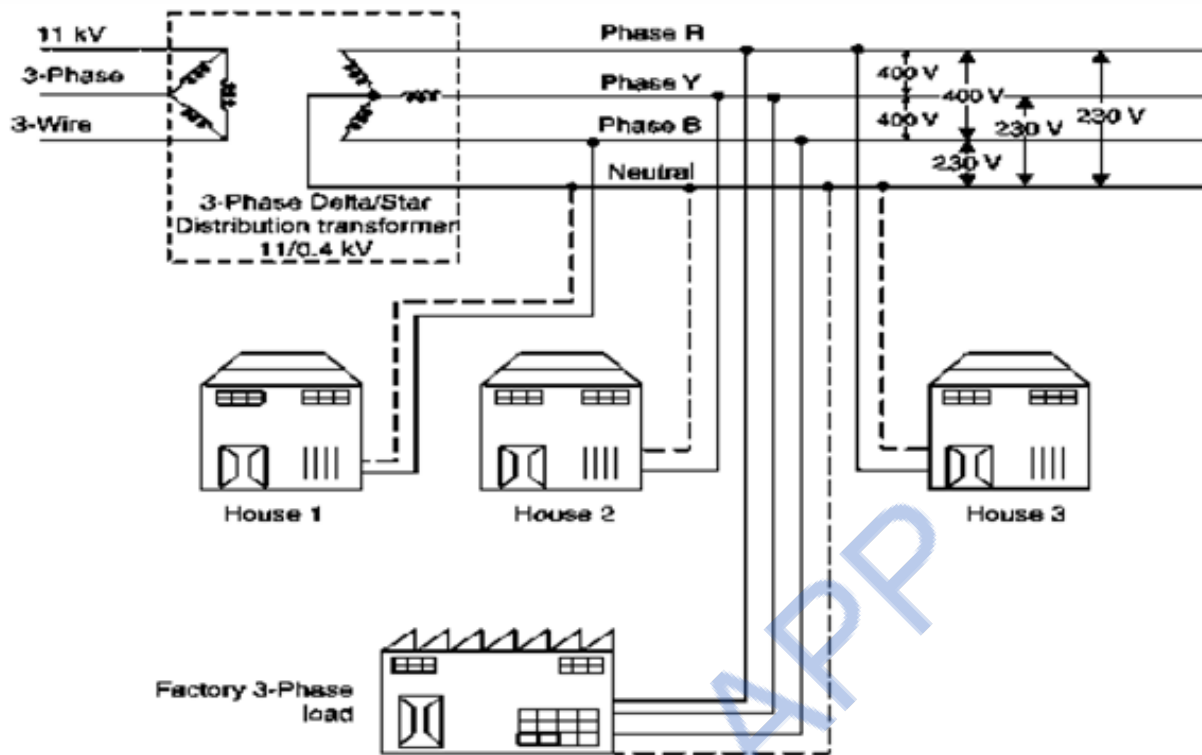 11 kV
3-Phase
3-Wire
3-Phase Delta/Star
Distribution transformer
11/0.4 kV
Phase R
Phase Y
Phase B
Neutral
400 V
400 V
400 V
230 V
230 V
230 V
House 1
House 2
House 3
Factory 3-Phase
load
APP